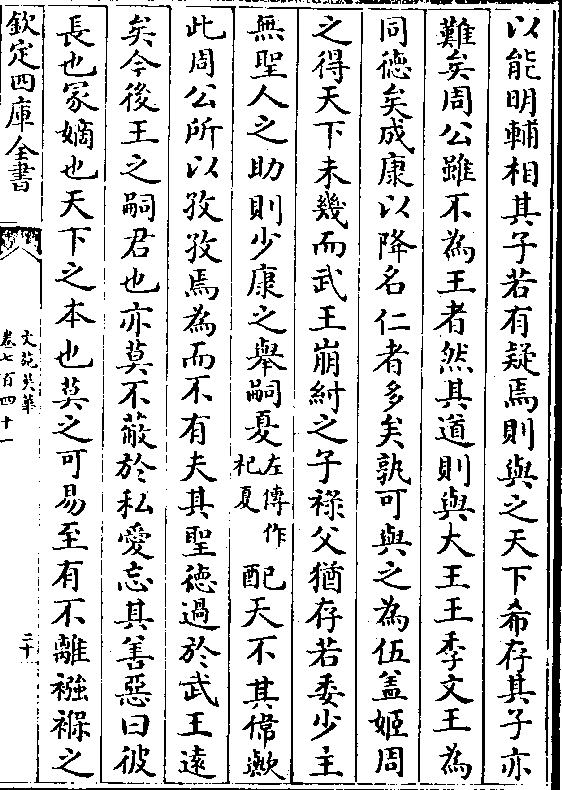 以能明輔相其子若有疑焉則與之天下希存其子亦
難矣周公雖不為王者然其道則與大王王季文王為
同徳矣成康以降名仁者多矣孰可與之為伍盖姬周
之得天下未幾而武王崩紂之子祿父猶存若委少主
無聖人之助則少康之舉嗣夏左傳作杞夏配天不其偹歟
此周公所以孜孜焉為而不有夫其聖徳過於武王逺
矣今後王之嗣君也亦莫不蔽於私愛忘其善惡曰彼
長也冢嫡也天下之本也莫之可易至有不離襁褓之
欽定四庫全書
文苑英華
卷七百四十一
二十